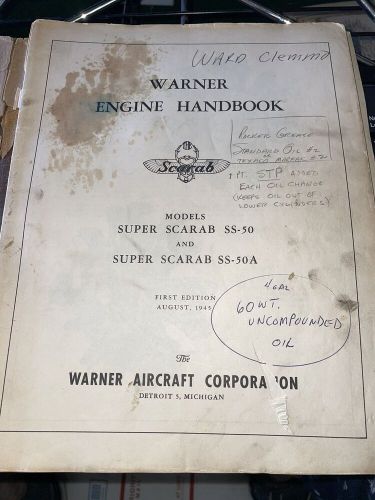 WARD Clemmo
WARNER
ENGINE HANDBOOK
Scarab
ROCKER GREASE
STANDARD OIL #2
TEXACO
1 PT. STP ADDED
EACH OIL CHANGE
(KEEPS OIL OUT OF
LOWER CYLINDERS)
MODELS
SUPER SCARAB SS-50
AND
SUPER SCARAB SS-50A
FIRST EDITION
AUGUST, 1945
4 GAL
60 WT.
UNCOMPOUNDED
OIL
The
WARNER AIRCRAFT CORPORATION
DETROIT 5, MICHIGAN